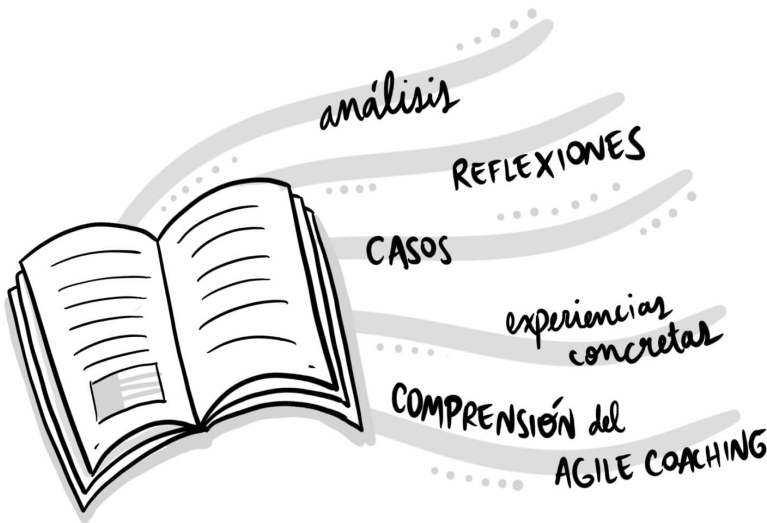 análisis
REFLEXIONES
CASOS
experiencias
concretas
COMPRENSIÓN del
AGILE COACHING